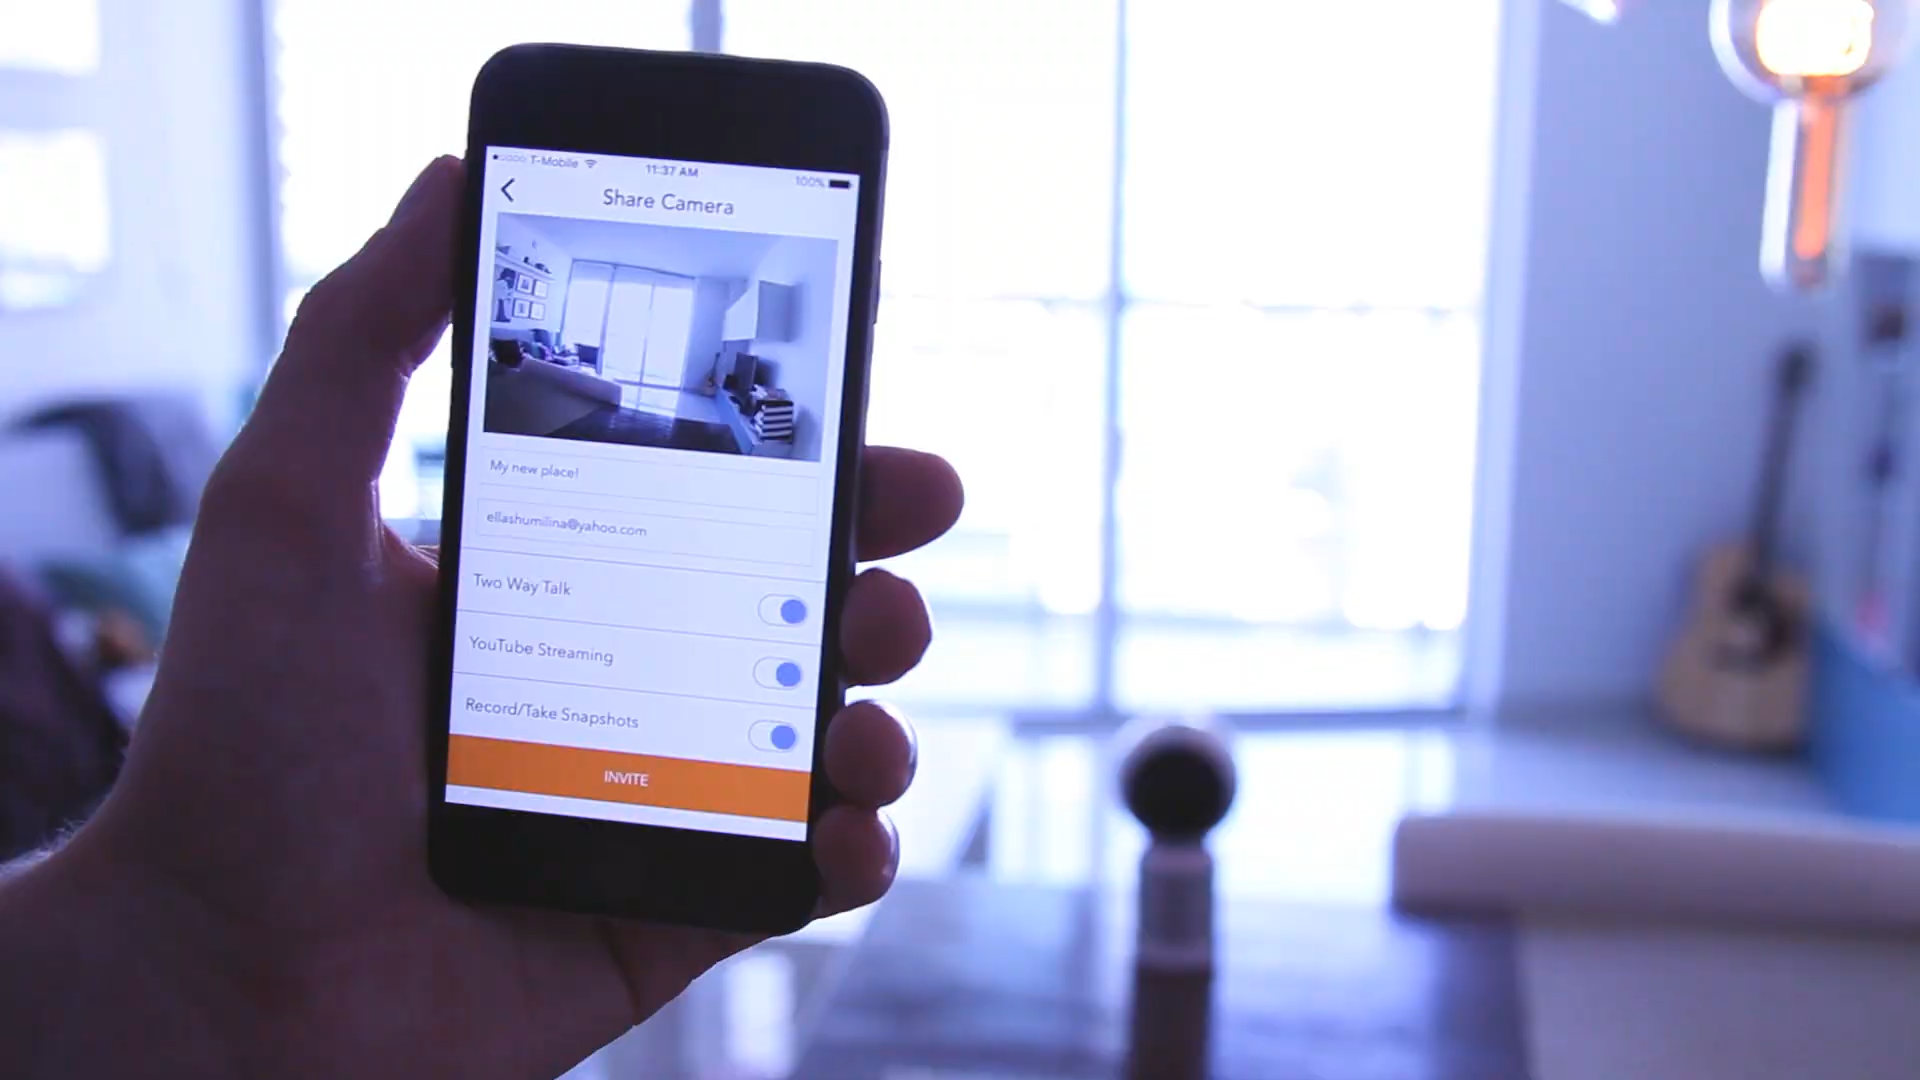 T-Mobile
11:37 AM
100%
Share Camera
My new place!
ellashumilina@yahoo.com
Two Way Talk
YouTube Streaming
Record/Take Snapshots
INVITE